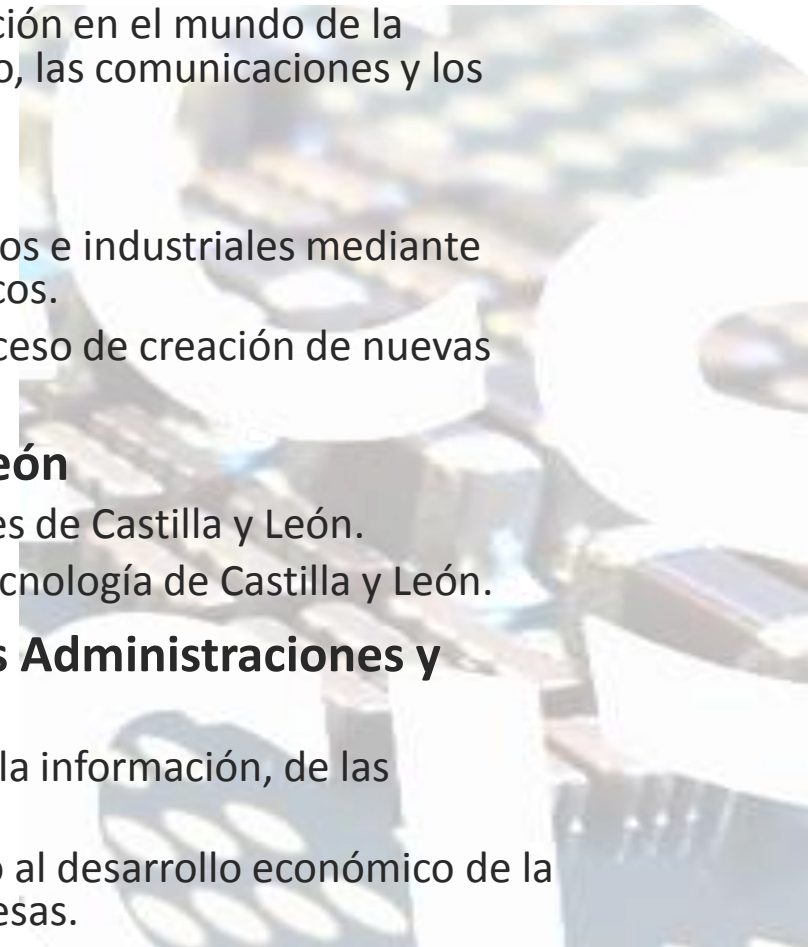 ción en el mundo de la
o, las comunicaciones y los
os e industriales mediante
cos.
ceso de creación de nuevas
eón
es de Castilla y León.
cnología de Castilla y León.
s Administraciones y
la información, de las
o al desarrollo económico de la
esas.